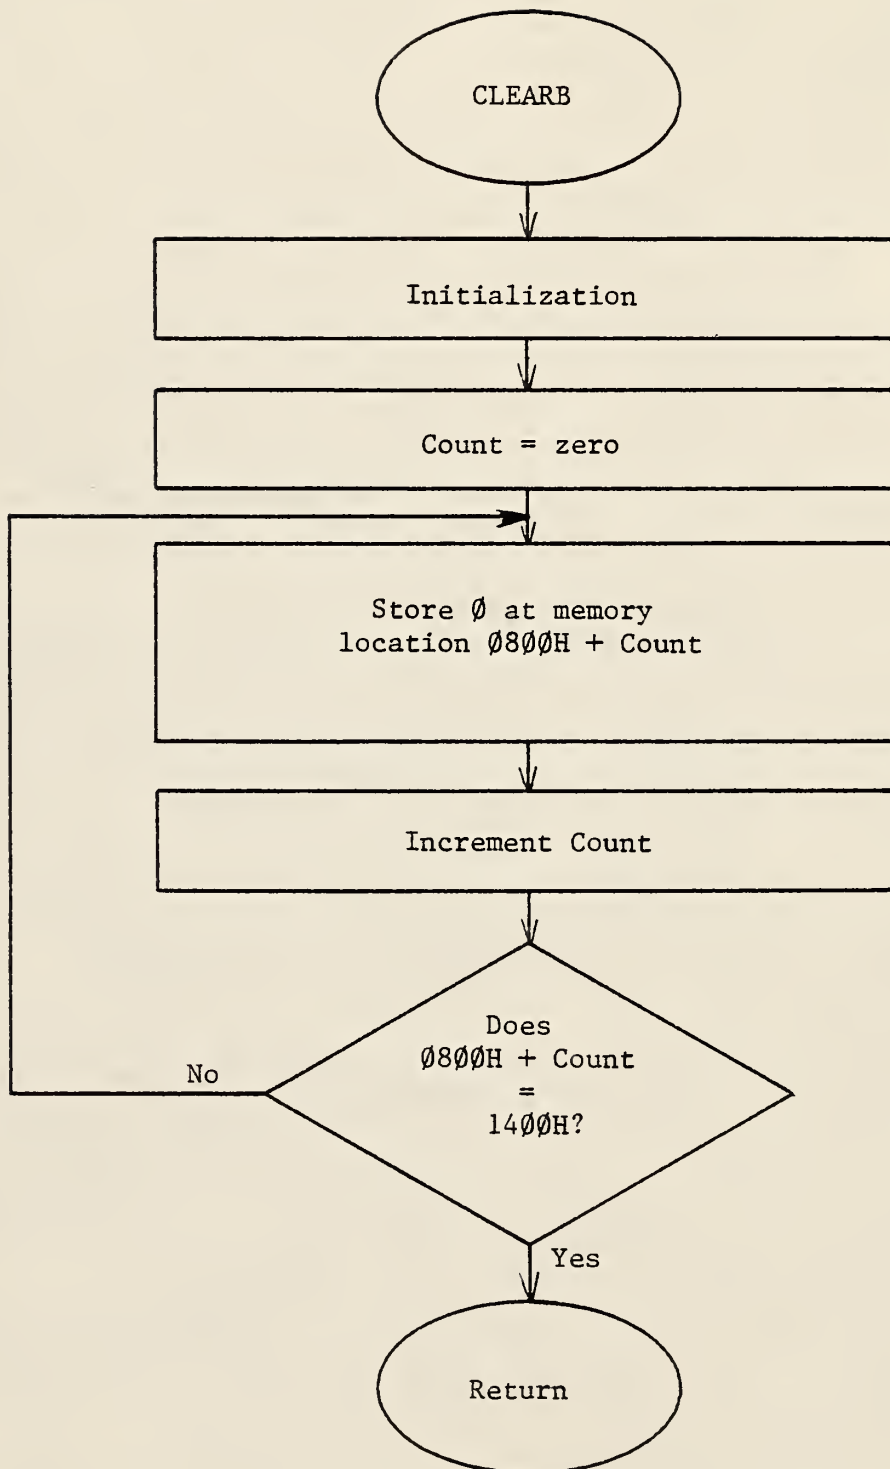 CLEARB
Initialization
Count = zero
Store Ø at memory
location Ø8ØØH + Count
Increment Count
Does
Ø8ØØH + Count
=
14ØØH?
No
Yes
Return